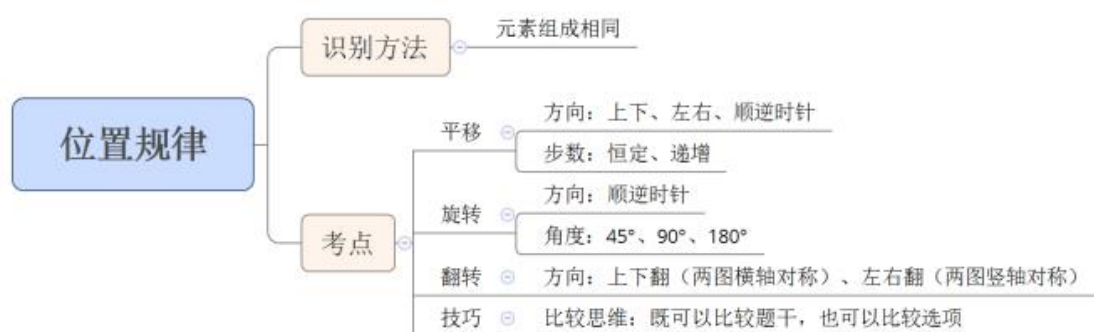 位置规律
识别方法
元素组成相同
考点
平移
方向：上下、左右、顺逆时针
步数：恒定、递增
旋转
方向：顺逆时针
角度：45°、90°、180°
翻转
方向：上下翻（两图横轴对称）、左右翻（两图竖轴对称）
技巧
比较思维：既可以比较题干，也可以比较选项